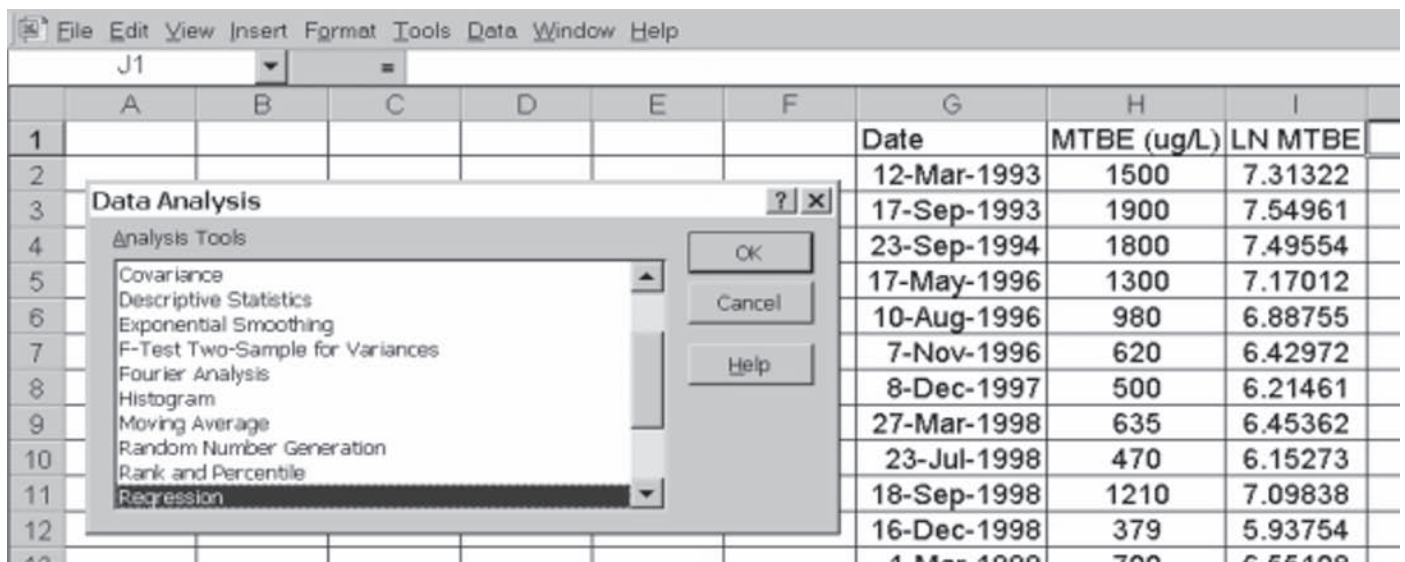 File Edit View Insert Format Tools Data Window Help
J1 =
A B C D E F G H I
1 Date MTBE (ug/L) LN MTBE
2 12-Mar-1993 1500 7.31322
Data Analysis ? X
3 17-Sep-1993 1900 7.54961
Analysis Tools
OK
4 23-Sep-1994 1800 7.49554
Covariance
5 17-May-1996 1300 7.17012
Descriptive Statistics
Cancel
6 10-Aug-1996 980 6.88755
Exponential Smoothing
F-Test Two-Sample for Variances
7 7-Nov-1996 620 6.42972
Help
Fourier Analysis
8 8-Dec-1997 500 6.21461
Histogram
Moving Average
9 27-Mar-1998 635 6.45362
Random Number Generation
10 23-Jul-1998 470 6.15273
Rank and Percentile
Regression
11 18-Sep-1998 1210 7.09838
12 16-Dec-1998 379 5.93754